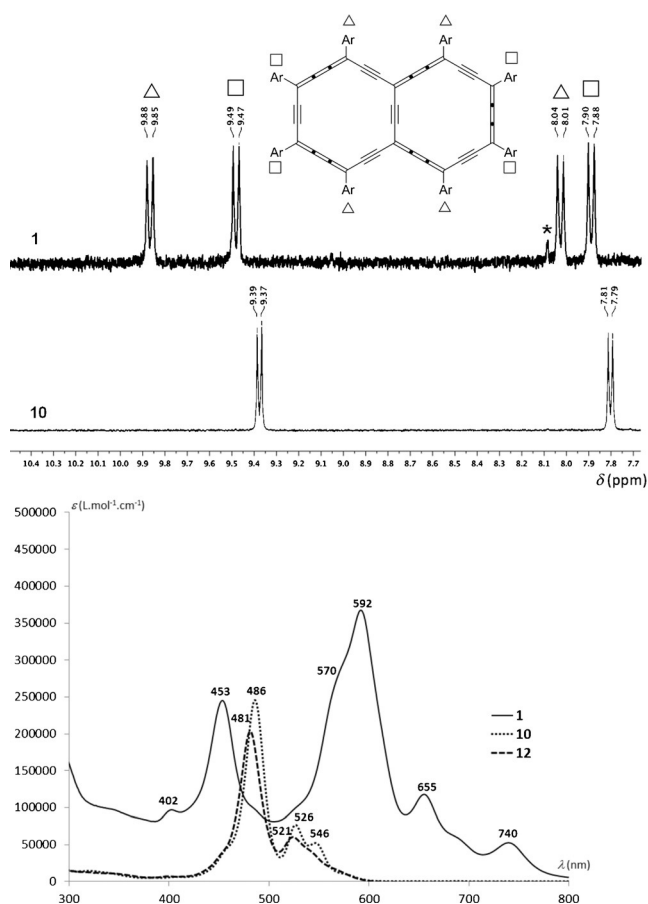 △ △
□ Ar Ar □
Ar Ar
△ □ △ □
9.88 9.85 9.49 9.47 8.04 8.01 7.90 7.88
Ar Ar
□ Ar Ar □
△ △
*
1
9.39 9.37 7.81 7.79
10
10.4 10.3 10.2 10.1 10.0 9.9 9.8 9.7 9.6 9.5 9.4 9.3 9.2 9.1 9.0 8.9 8.8 8.7 8.6 8.5 8.4 8.3 8.2 8.1 8.0 7.9 7.8 7.7
δ (ppm)
ε (L.mol⁻¹.cm⁻¹)
500000
450000
400000
350000
300000
250000
200000
150000
100000
50000
0
592
570
453 486
481
402
521 526 546
655
740
1
10
12
λ (nm)
300 400 500 600 700 800